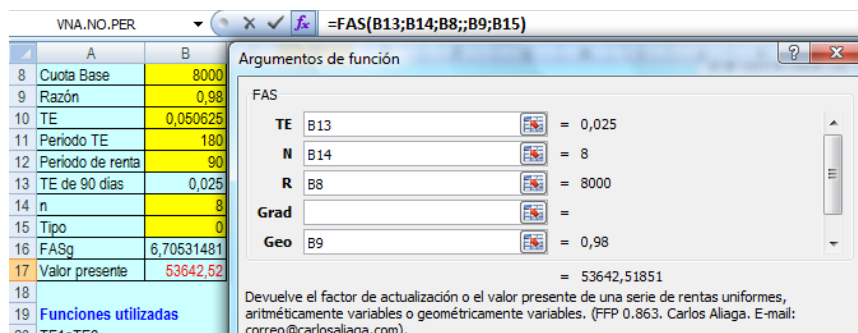 VNA.NO.PER =FAS(B13;B14;B8;;B9;B15)
A B Argumentos de función
8 Cuota Base 8000
9 Razón 0,98 FAS
10 TE 0,050625 TE B13 = 0,025
11 Periodo TE 180 N B14 = 8
12 Periodo de renta 90 R B8 = 8000
13 TE de 90 días 0,025 Grad =
14 n 8 Geo B9 = 0,98
15 Tipo 0
16 FASg 6,70531481
17 Valor presente 53642,52 = 53642,51851
18 Devuelve el factor de actualización o el valor presente de una serie de rentas uniformes,
19 Funciones utilizadas aritméticamente variables o geométricamente variables. (FFP 0.863. Carlos Aliaga. E-mail:
correo@carlosaliaga.com).